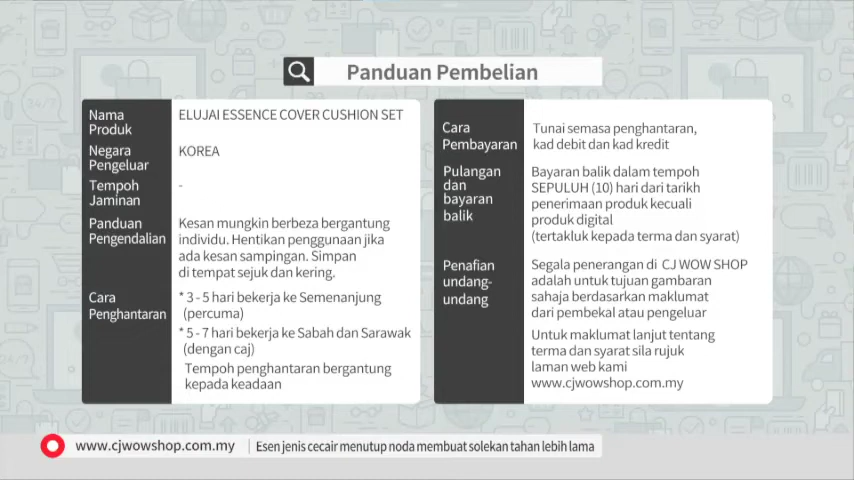 Panduan Pembelian
Nama
Produk
ELUJAI ESSENCE COVER CUSHION SET
Negara
Pengeluar
KOREA
Tempoh
Jaminan
-
Panduan
Pengendalian
Kesan mungkin berbeza bergantung
individu. Hentikan penggunaan jika
ada kesan sampingan. Simpan
di tempat sejuk dan kering.
Cara
Penghantaran
* 3 - 5 hari bekerja ke Semenanjung
(percuma)
* 5 - 7 hari bekerja ke Sabah dan Sarawak
(dengan caj)
Tempoh penghantaran bergantung
kepada keadaan
Cara
Pembayaran
Tunai semasa penghantaran,
kad debit dan kad kredit
Pulangan
dan
bayaran
balik
Bayaran balik dalam tempoh
SEPULUH (10) hari dari tarikh
penerimaan produk kecuali
produk digital
(tertakluk kepada terma dan syarat)
Penafian
undang-
undang
Segala penerangan di CJ WOW SHOP
adalah untuk tujuan gambaran
sahaja berdasarkan maklumat
dari pembekal atau pengeluar
Untuk maklumat lanjut tentang
terma dan syarat sila rujuk
laman web kami
www.cjwowshop.com.my
www.cjwowshop.com.my
Esen jenis cecair menutup noda membuat solekan tahan lebih lama
24/7